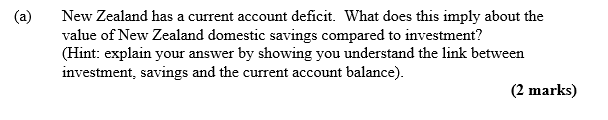 (a) New Zealand has a current account deficit. What does this imply about the
value of New Zealand domestic savings compared to investment?
(Hint: explain your answer by showing you understand the link between
investment, savings and the current account balance).
(2 marks)